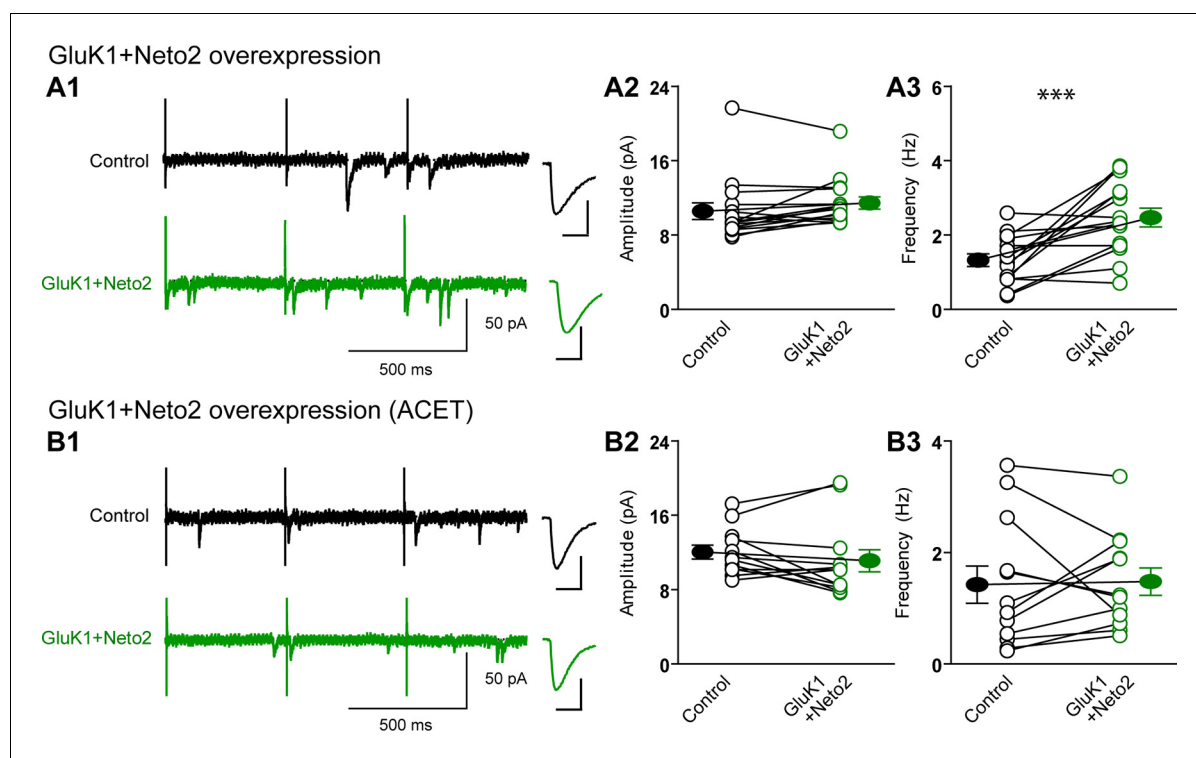 GluK1+Neto2 overexpression
A1
Control
GluK1+Neto2
50 pA
500 ms
A2
24
16
8
0
Amplitude (pA)
Control
GluK1
+Neto2
A3
6
4
2
0
Frequency (Hz)
***
Control
GluK1
+Neto2
GluK1+Neto2 overexpression (ACET)
B1
Control
GluK1+Neto2
50 pA
500 ms
B2
24
16
8
0
Amplitude (pA)
Control
GluK1
+Neto2
B3
4
2
0
Frequency (Hz)
Control
GluK1
+Neto2